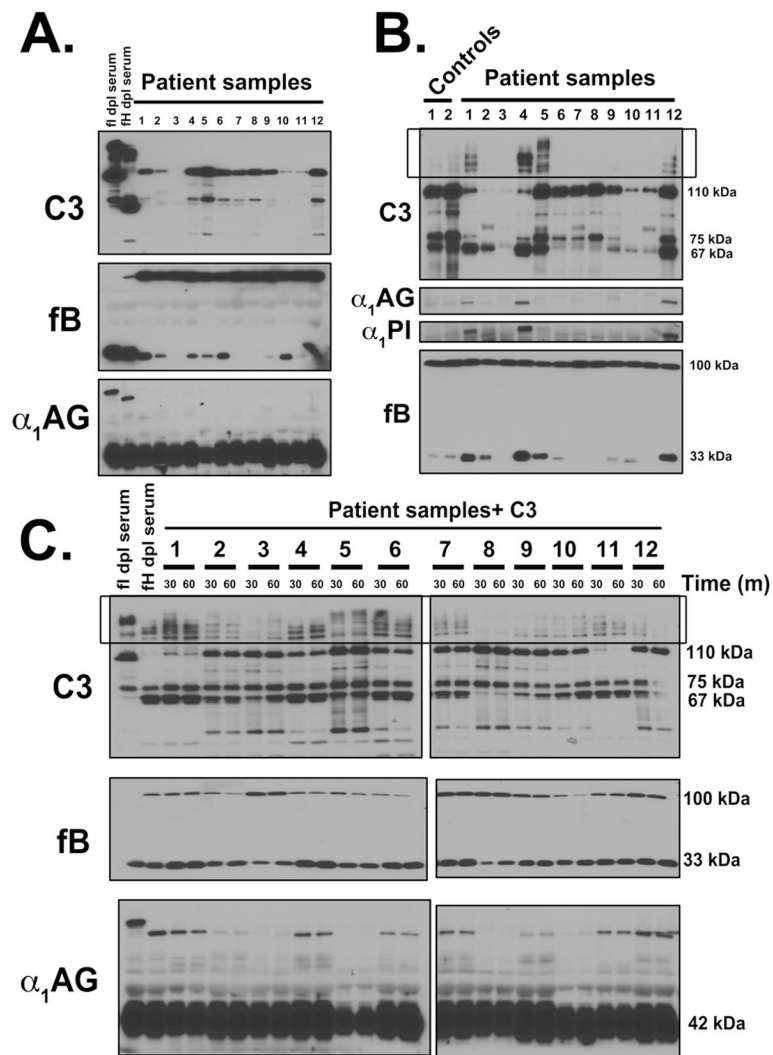 A.
fI dpl serum
fH dpl serum
Patient samples
1 2 3 4 5 6 7 8 9 10 11 12
C3
fB
α1AG
B.
Controls
Patient samples
1 2 1 2 3 4 5 6 7 8 9 10 11 12
C3
110 kDa
75 kDa
67 kDa
α1AG
α1PI
fB
100 kDa
33 kDa
C.
fI dpl serum
fH dpl serum
Patient samples+ C3
1 2 3 4 5 6 7 8 9 10 11 12
30 60 30 60 30 60 30 60 30 60 30 60 30 60 30 60 30 60 30 60 30 60 30 60 Time (m)
C3
110 kDa
75 kDa
67 kDa
fB
100 kDa
33 kDa
α1AG
42 kDa